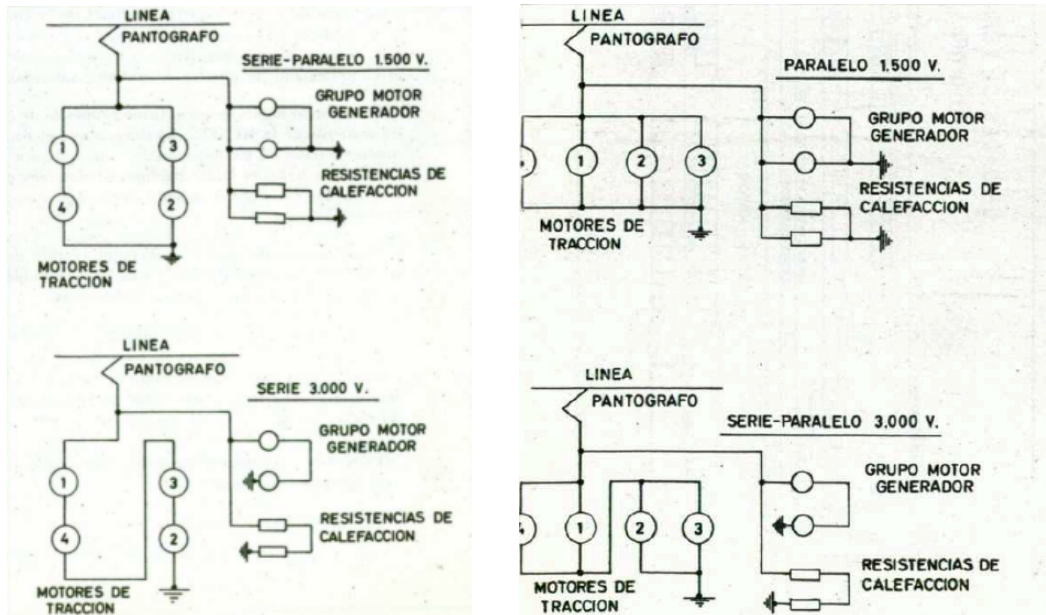 LINEA
PANTOGRAFO
SERIE-PARALELO 1.500 V.
GRUPO MOTOR
GENERADOR
1
3
RESISTENCIAS DE
CALEFACCION
4
2
MOTORES DE
TRACCION
LINEA
PANTOGRAFO
PARALELO 1.500 V.
GRUPO MOTOR
GENERADOR
4
1
2
3
RESISTENCIAS DE
CALEFACCION
MOTORES DE
TRACCION
LINEA
PANTOGRAFO
SERIE 3.000 V.
GRUPO MOTOR
GENERADOR
1
3
4
2
RESISTENCIAS DE
CALEFACCION
MOTORES DE
TRACCION
LINEA
PANTOGRAFO
SERIE-PARALELO 3,000 V.
GRUPO MOTOR
GENERADOR
4
1
2
3
RESISTENCIAS DE
CALEFACCION
MOTORES DE
TRACCION